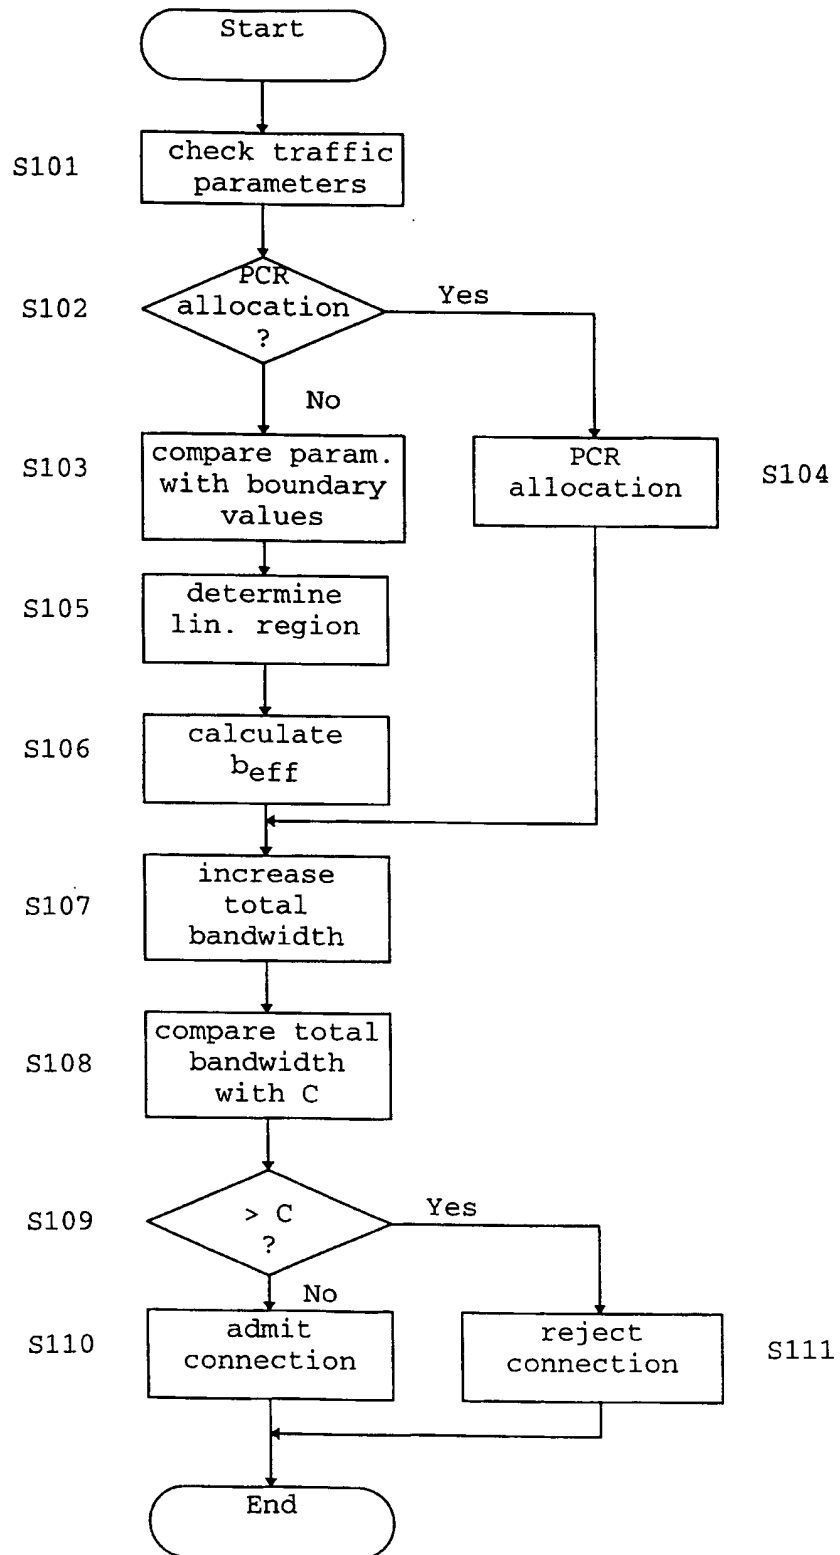 Start
S101
check traffic
parameters
S102
PCR
allocation
?
Yes
No
S103
compare param.
with boundary
values
PCR
allocation
S104
S105
determine
lin. region
S106
calculate
beff
S107
increase
total
bandwidth
S108
compare total
bandwidth
with C
S109
> C
?
Yes
No
S110
admit
connection
reject
connection
S111
End